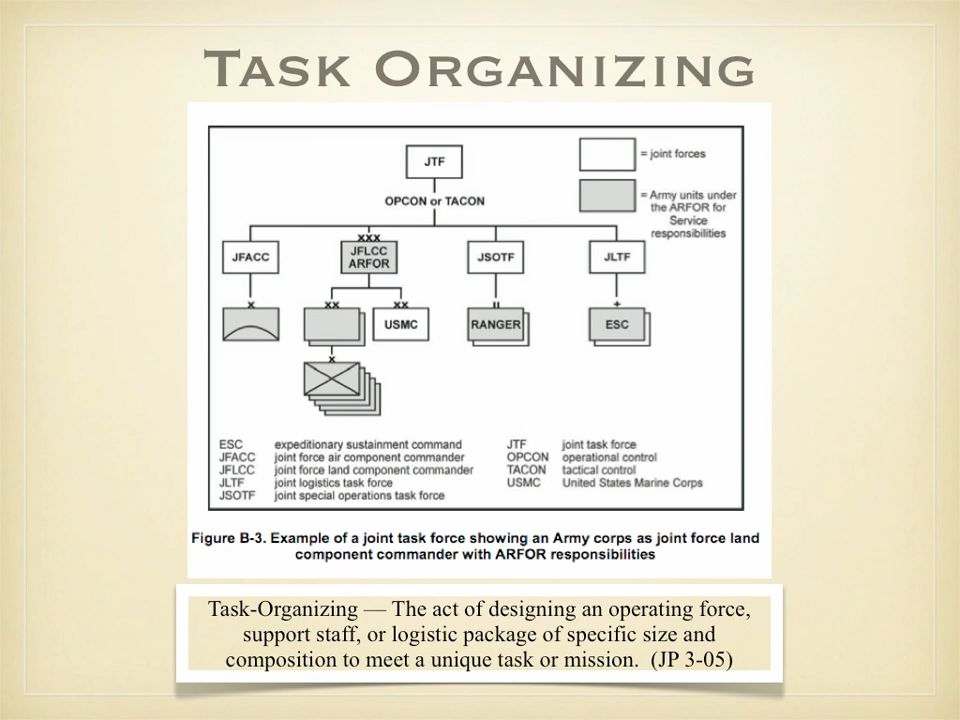 TASK ORGANIZING
JTF
= joint forces
OPCON or TACON
= Army units under
the ARFOR for
Service
responsibilities
XXX
JFACC
JFLCC
ARFOR
JSOTF
JLTF
X
XX
XX
II
+
USMC
RANGER
ESC
X
ESC expeditionary sustainment command
JFACC joint force air component commander
JFLCC joint force land component commander
JLTF joint logistics task force
JSOTF joint special operations task force
JTF joint task force
OPCON operational control
TACON tactical control
USMC United States Marine Corps
Figure B-3. Example of a joint task force showing an Army corps as joint force land
component commander with ARFOR responsibilities
Task-Organizing — The act of designing an operating force,
support staff, or logistic package of specific size and
composition to meet a unique task or mission. (JP 3-05)